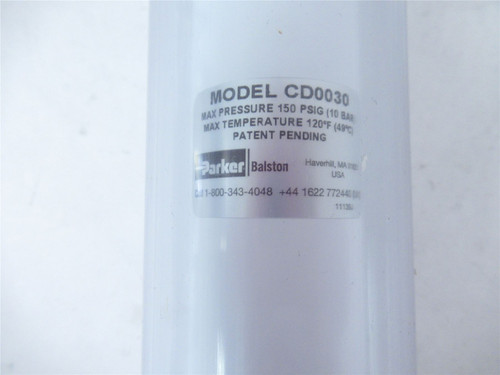 MODEL CD0030
MAX PRESSURE 150 PSIG (10 BAR)
MAX TEMPERATURE 120°F (49°C)
PATENT PENDING
Parker Balston
Haverhill, MA
USA
1-800-343-4048 +44 1622 772440